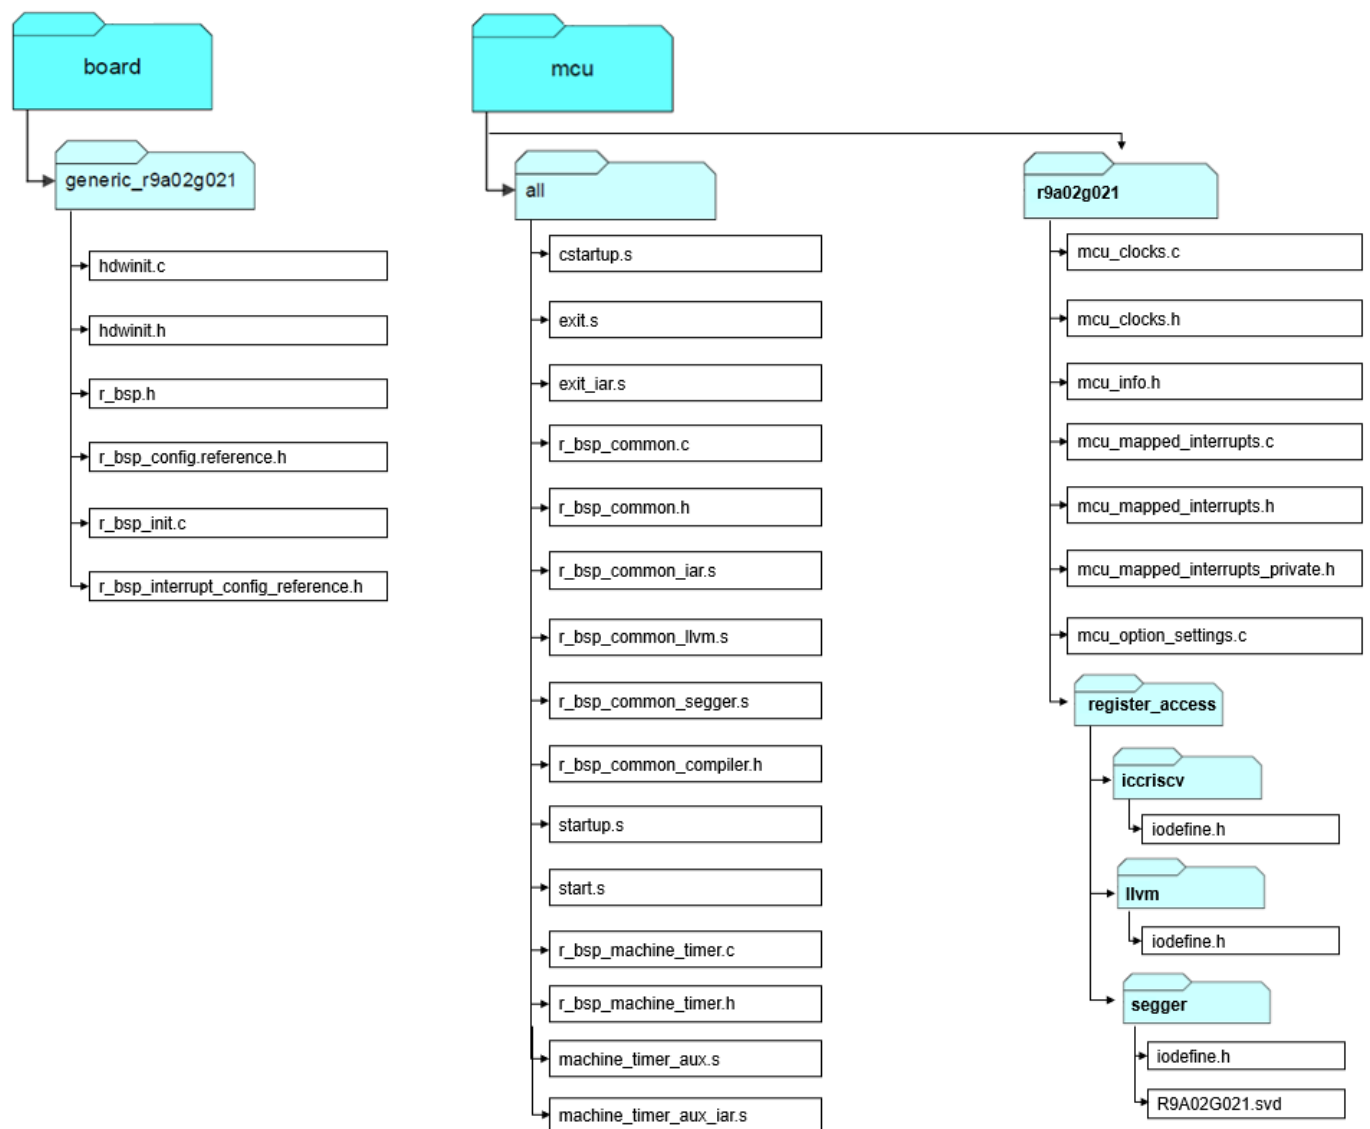 board
generic_r9a02g021
hdwinit.c
hdwinit.h
r_bsp.h
r_bsp_config.reference.h
r_bsp_init.c
r_bsp_interrupt_config_reference.h
mcu
all
cstartup.s
exit.s
exit_iar.s
r_bsp_common.c
r_bsp_common.h
r_bsp_common_iar.s
r_bsp_common_llvm.s
r_bsp_common_segger.s
r_bsp_common_compiler.h
startup.s
start.s
r_bsp_machine_timer.c
r_bsp_machine_timer.h
machine_timer_aux.s
machine_timer_aux_iar.s
r9a02g021
mcu_clocks.c
mcu_clocks.h
mcu_info.h
mcu_mapped_interrupts.c
mcu_mapped_interrupts.h
mcu_mapped_interrupts_private.h
mcu_option_settings.c
register_access
iccriscv
iodefine.h
llvm
iodefine.h
segger
iodefine.h
R9A02G021.svd